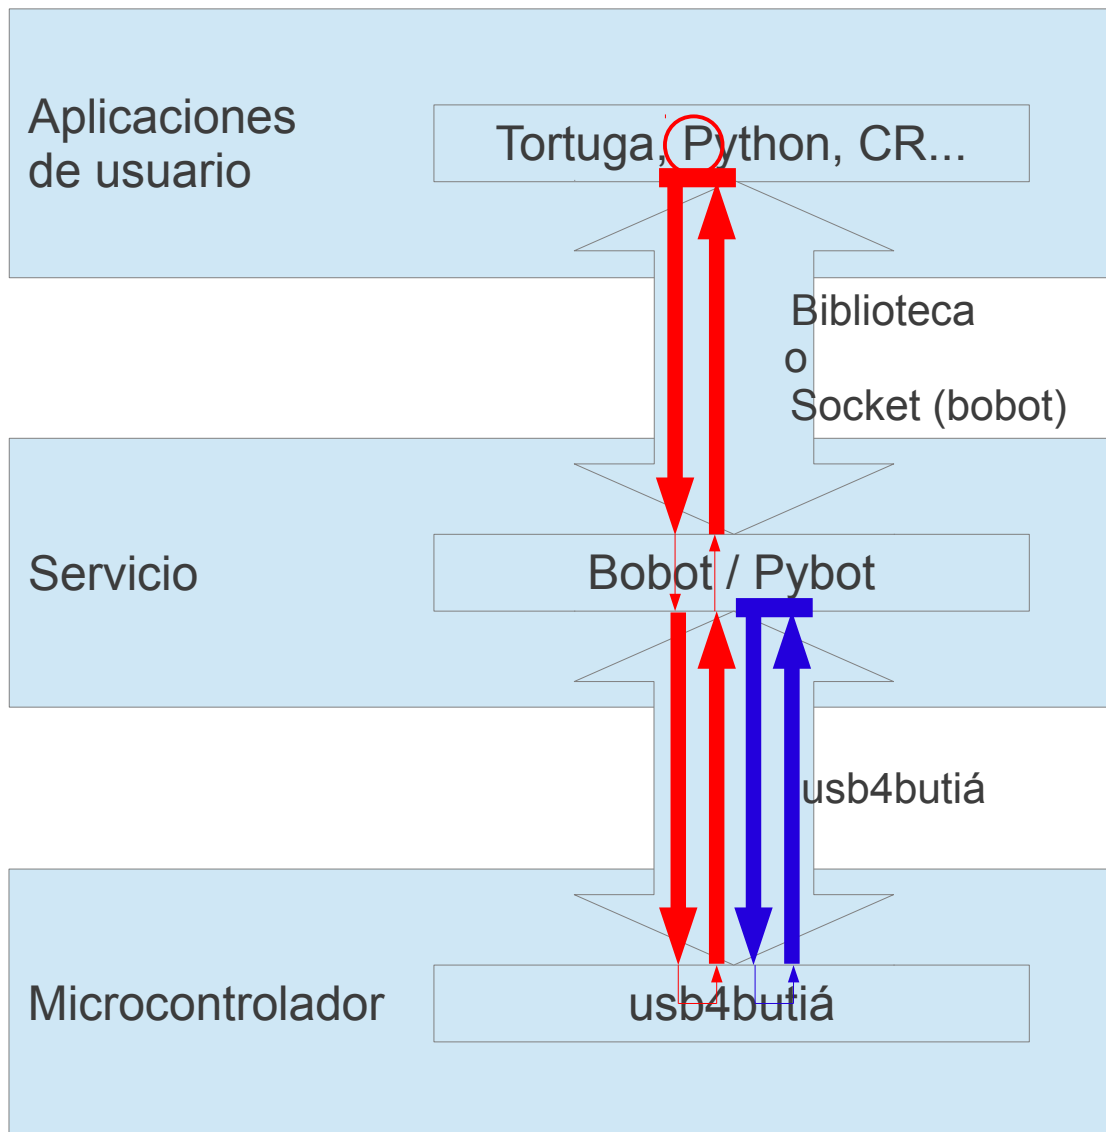 Aplicaciones
de usuario
Tortuga, Python, CR...
Biblioteca
o
Socket (bobot)
Servicio
Bobot / Pybot
usb4butiá
Microcontrolador
usb4butiá